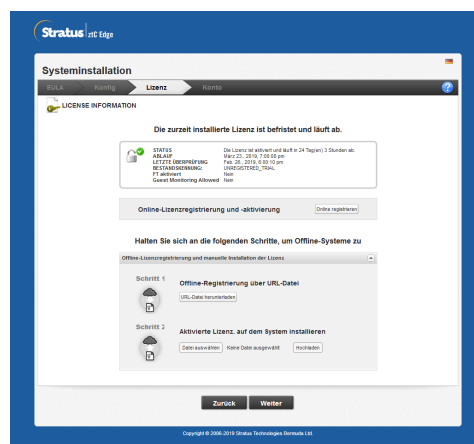 Stratus ztC Edge
Systeminstallation
EULA Konfig Lizenz Konto ?
LICENSE INFORMATION
Die zurzeit installierte Lizenz ist befristet und läuft ab.
STATUS Die Lizenz ist aktiviert und läuft in 24 Tag(en) 3 Stunden ab.
ABLAUF März 23, 2019, 7:00:00 pm
LETZTE ÜBERPRÜFUNG Feb. 26, 2019, 6:00:10 pm
BESTANDSKENNUNG: UNREGISTERED_TRIAL
FT aktiviert Nein
Guest Monitoring Allowed Nein
Online-Lizenzregistrierung und -aktivierung Online registrieren
Halten Sie sich an die folgenden Schritte, um Offline-Systeme zu
Offline-Lizenzregistrierung und manuelle Installation der Lizenz
Schritt 1
Offline-Registrierung über URL-Datei
URL-Datei herunterladen
Schritt 2
Aktivierte Lizenz. auf dem System installieren
Datei auswählen Keine Datei ausgewählt Hochladen
Zurück Weiter
Copyright © 2006-2019 Stratus Technologies Bermuda Ltd.